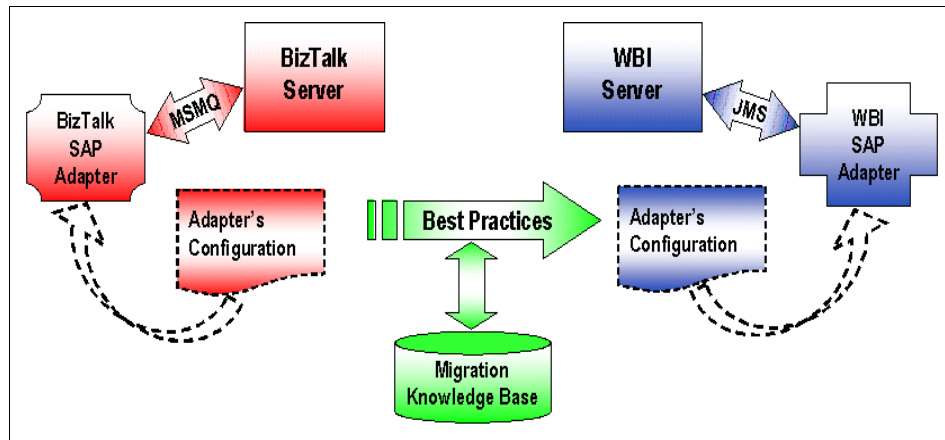 BizTalk
Server
MSMQ
BizTalk
SAP
Adapter
Adapter's
Configuration
Best Practices
Migration
Knowledge Base
WBI
Server
JMS
WBI
SAP
Adapter
Adapter's
Configuration